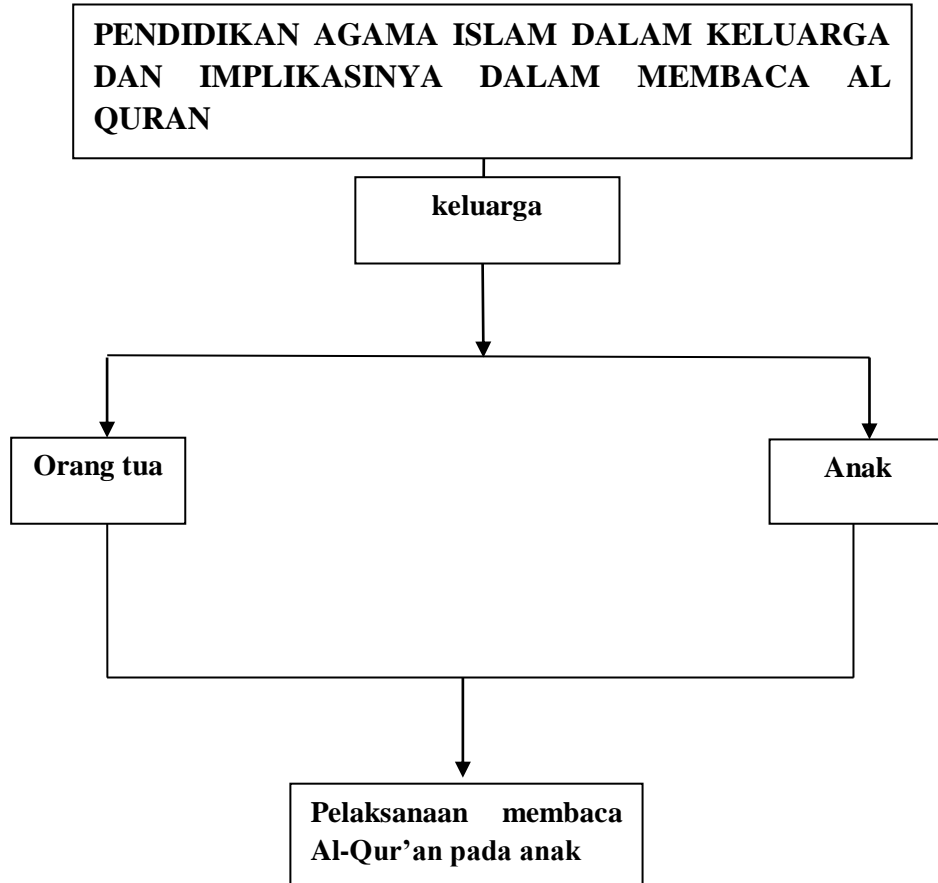 PENDIDIKAN AGAMA ISLAM DALAM KELUARGA
DAN IMPLIKASINYA DALAM MEMBACA AL
QURAN
keluarga
Orang tua
Anak
Pelaksanaan membaca
Al-Qur’an pada anak